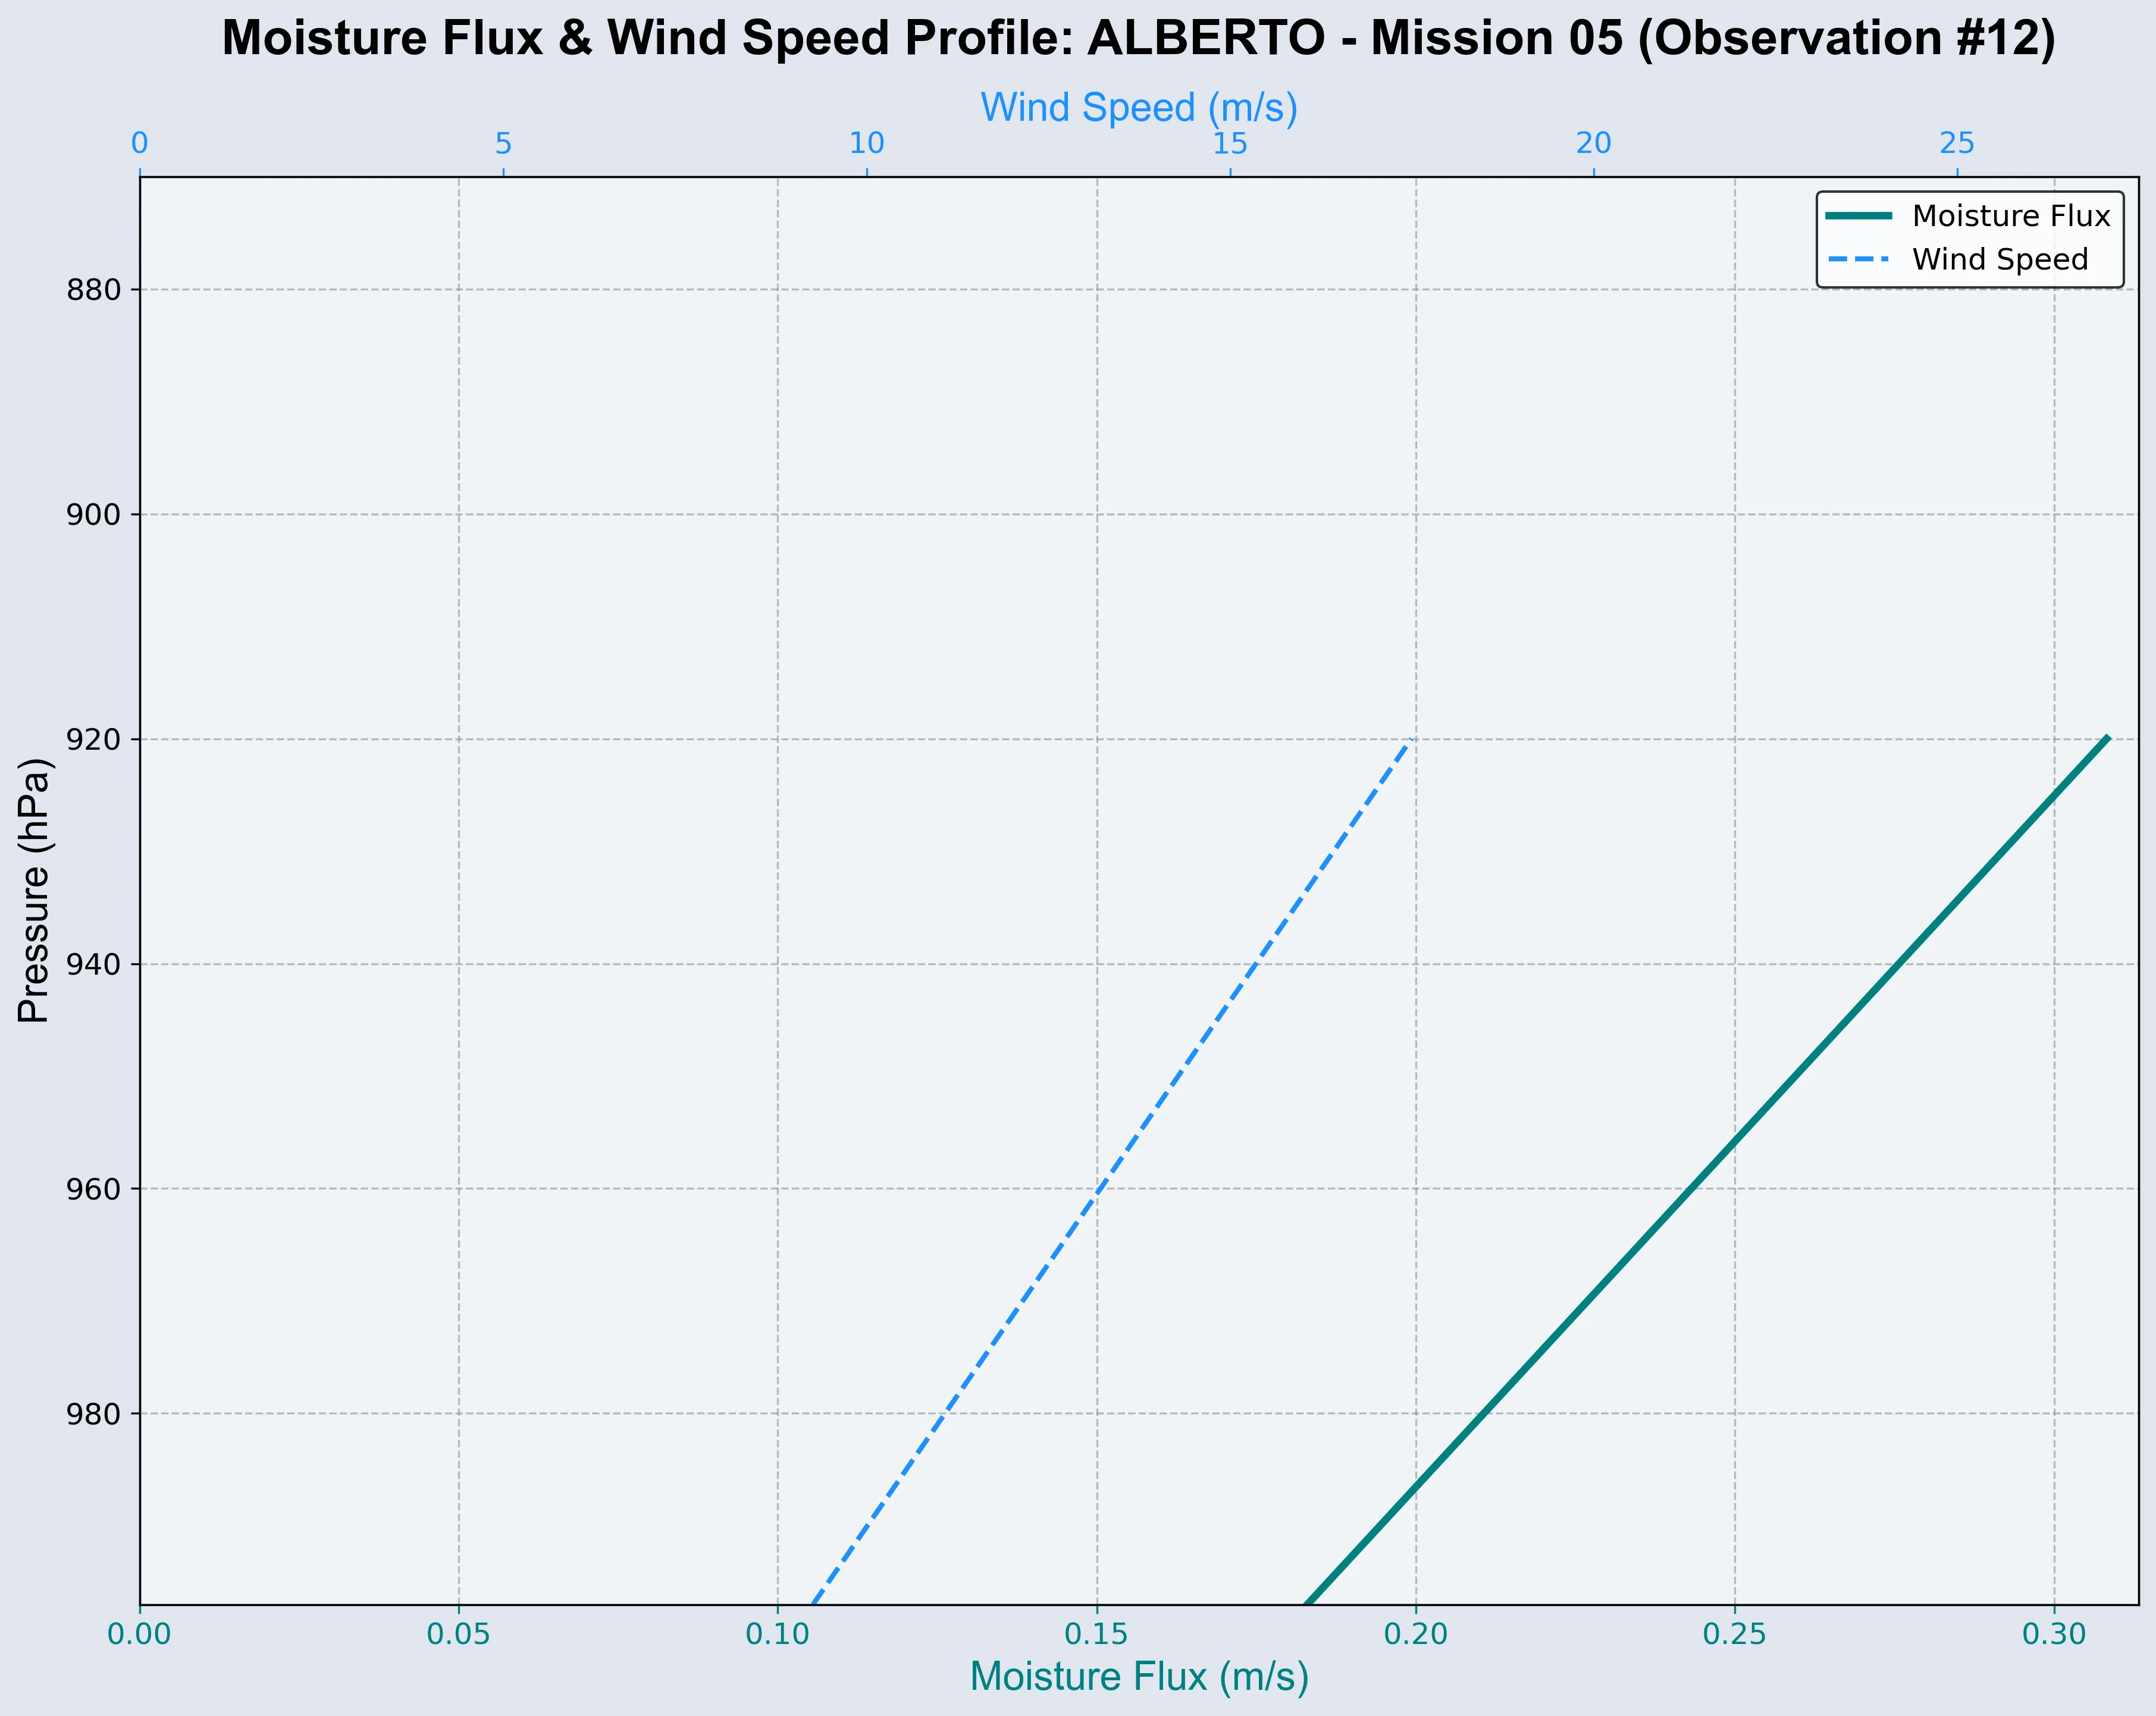 Moisture Flux & Wind Speed Profile: ALBERTO - Mission 05 (Observation #12)
Wind Speed (m/s)
0 5 10 15 20 25
Moisture Flux
Wind Speed
880
900
920
940
960
980
Pressure (hPa)
0.00 0.05 0.10 0.15 0.20 0.25 0.30
Moisture Flux (m/s)